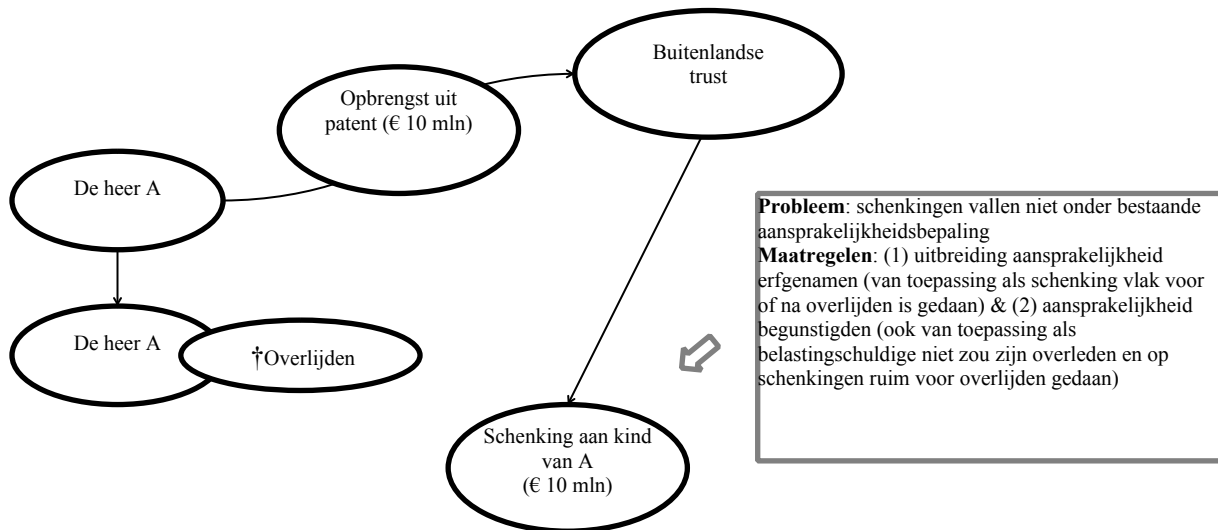 Buitenlandse
trust
Opbrengst uit
patent (€ 10 mln)
De heer A
De heer A
†Overlijden
Schenking aan kind
van A
(€ 10 mln)
Probleem: schenkingen vallen niet onder bestaande
aansprakelijkheidsbepaling
Maatregelen: (1) uitbreiding aansprakelijkheid
erfgenamen (van toepassing als schenking vlak voor
of na overlijden is gedaan) & (2) aansprakelijkheid
begunstigden (ook van toepassing als
belastingschuldige niet zou zijn overleden en op
schenkingen ruim voor overlijden gedaan)